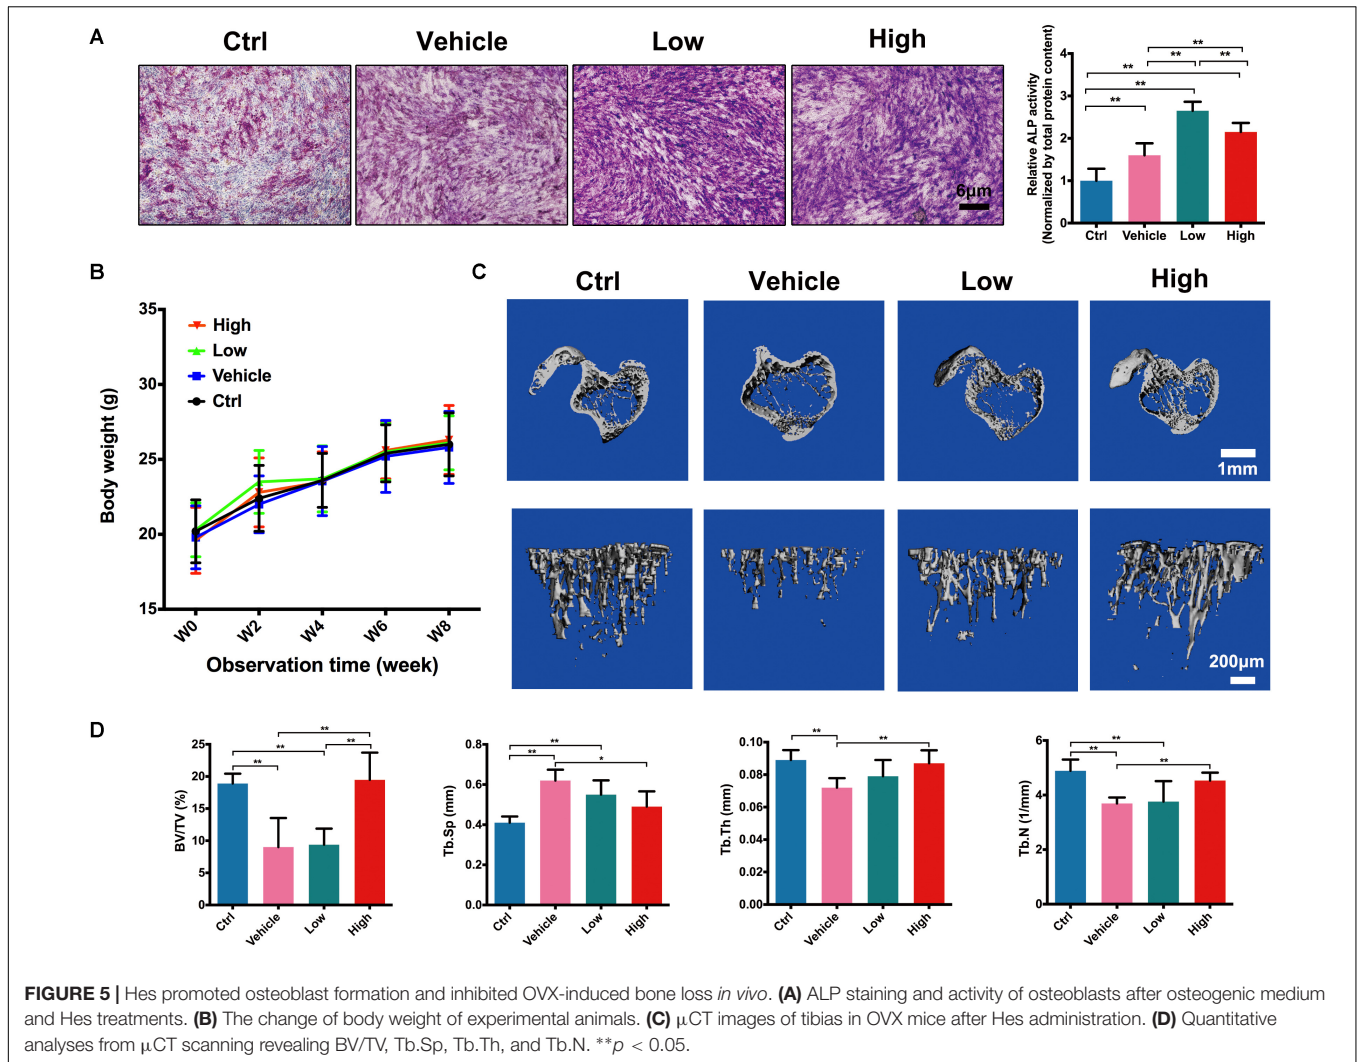 A
Ctrl
Vehicle
Low
High
6μm
Relative ALP activity
(Normalized by total protein content)
4
3
2
1
0
**
**
**
**
**
**
Ctrl
Vehicle
Low
High
B
35
30
25
20
15
Body weight (g)
High
Low
Vehicle
Ctrl
W0
W2
W4
W6
W8
Observation time (week)
C
Ctrl
Vehicle
Low
High
1mm
200μm
D
BV/TV (%)
25
20
15
10
5
0
**
**
**
**
Ctrl
Vehicle
Low
High
Tb.Sp (mm)
0.8
0.6
0.4
0.2
0.0
**
**
*
Ctrl
Vehicle
Low
High
Tb.Th (mm)
0.10
0.08
0.06
0.04
0.02
0.00
**
**
Ctrl
Vehicle
Low
High
Tb.N (1/mm)
6
4
2
0
**
**
**
Ctrl
Vehicle
Low
High
FIGURE 5 | Hes promoted osteoblast formation and inhibited OVX-induced bone loss in vivo. (A) ALP staining and activity of osteoblasts after osteogenic medium
and Hes treatments. (B) The change of body weight of experimental animals. (C) μCT images of tibias in OVX mice after Hes administration. (D) Quantitative
analyses from μCT scanning revealing BV/TV, Tb.Sp, Tb.Th, and Tb.N. **p < 0.05.